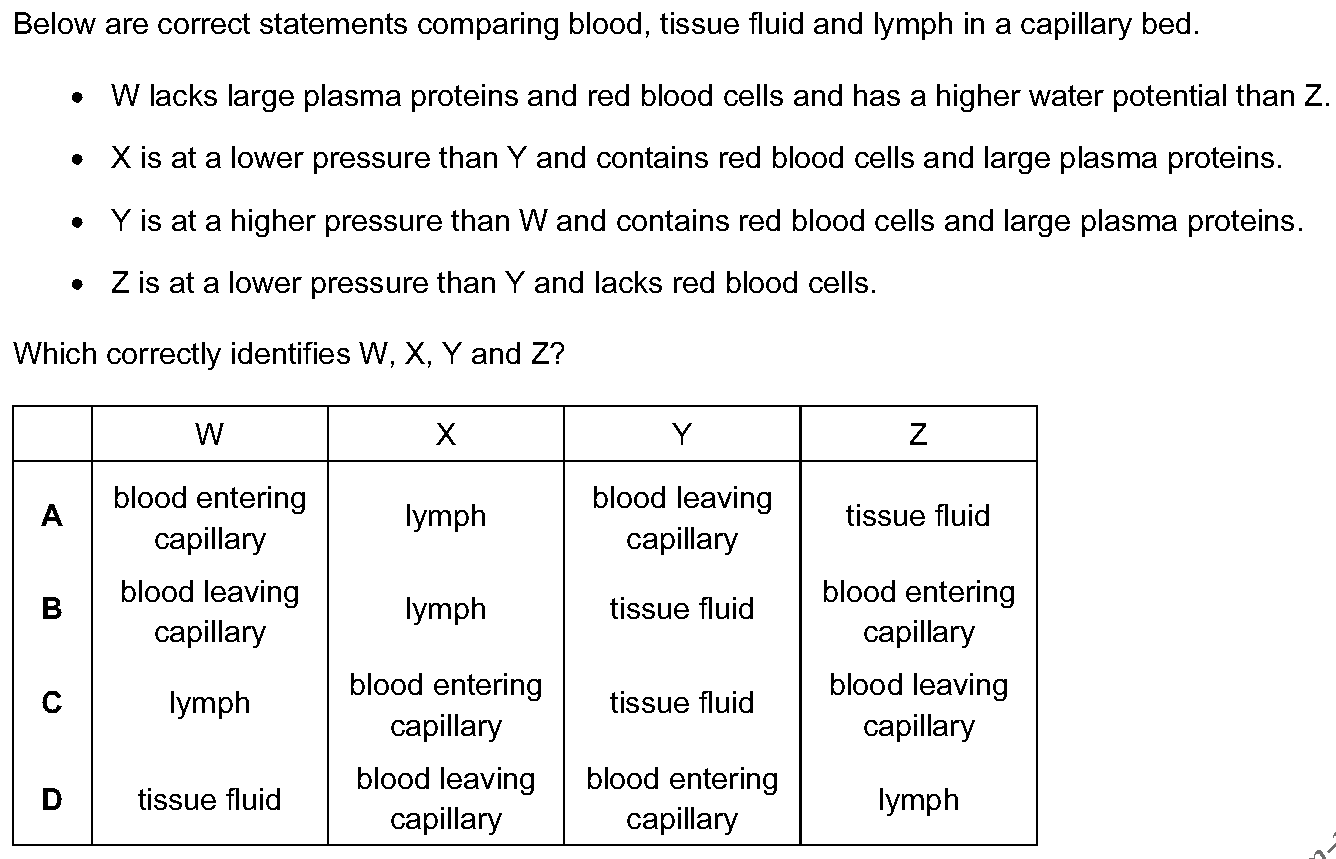 Below are correct statements comparing blood, tissue fluid and lymph in a capillary bed.
• W lacks large plasma proteins and red blood cells and has a higher water potential than Z.
• X is at a lower pressure than Y and contains red blood cells and large plasma proteins.
• Y is at a higher pressure than W and contains red blood cells and large plasma proteins.
• Z is at a lower pressure than Y and lacks red blood cells.
Which correctly identifies W, X, Y and Z?
W X Y Z
A blood entering capillary lymph blood leaving capillary tissue fluid
B blood leaving capillary lymph tissue fluid blood entering capillary
C lymph blood entering capillary tissue fluid blood leaving capillary
D tissue fluid blood leaving capillary blood entering capillary lymph